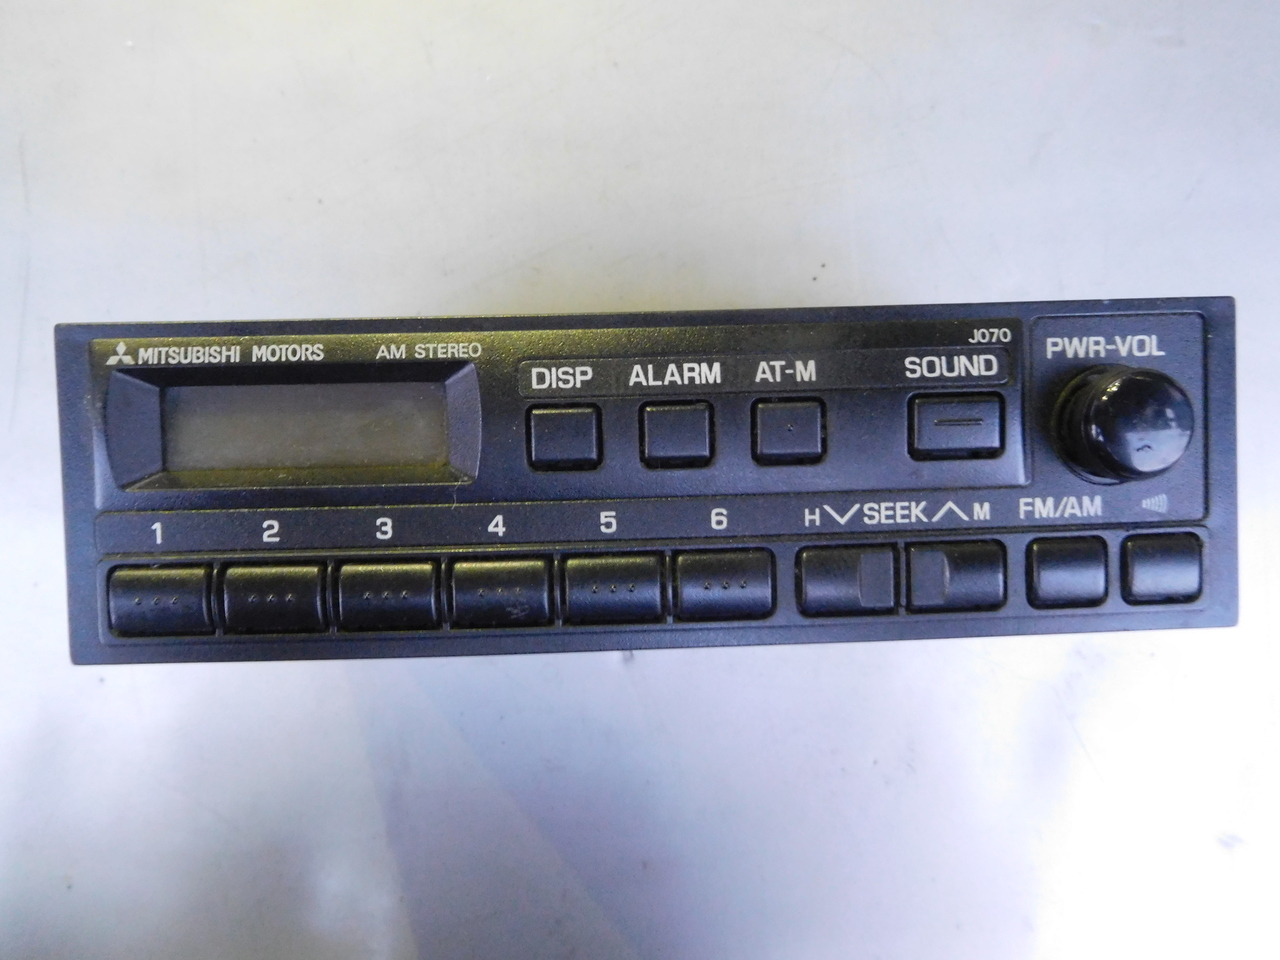 MITSUBISHI MOTORS AM STEREO J070
DISP ALARM AT-M SOUND PWR-VOL
1 2 3 4 5 6 H SEEK M FM/AM